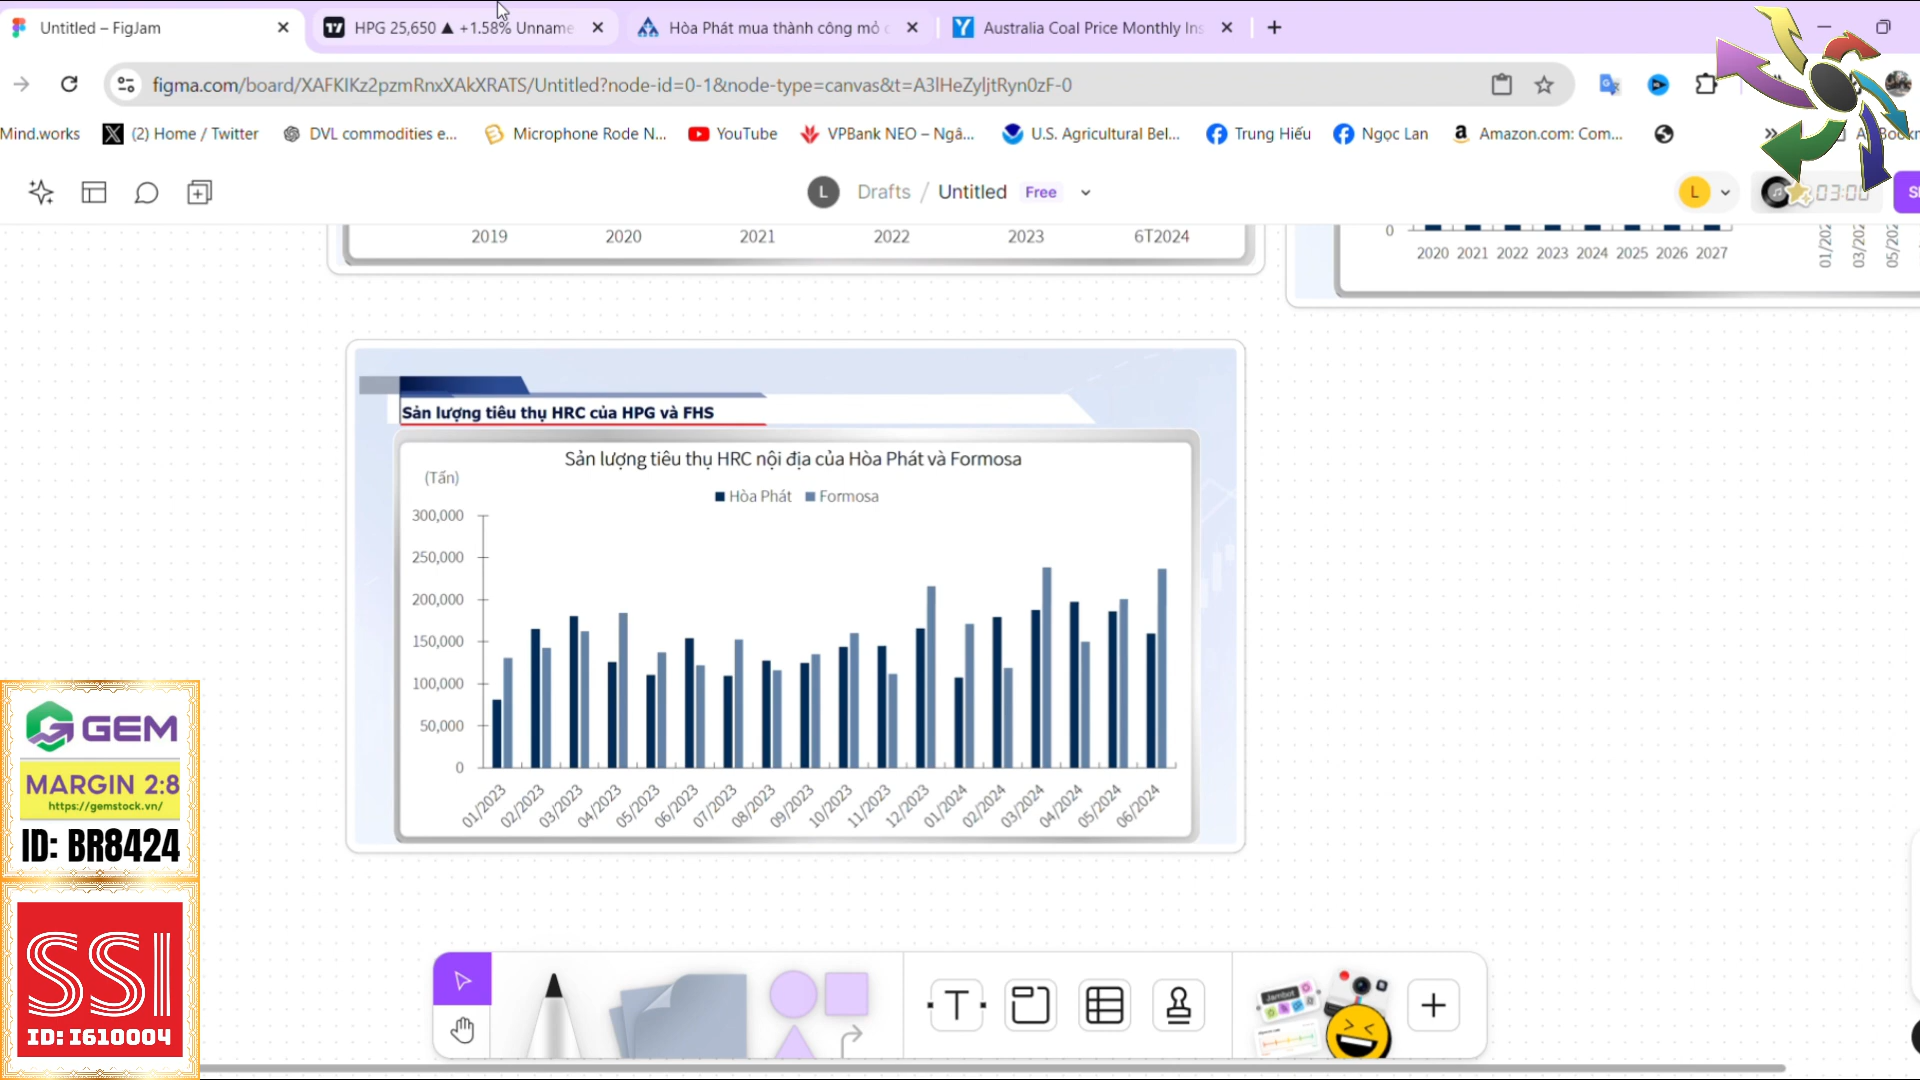 Untitled – FigJam
HPG 25,650 ▲ +1.58% Unname
Hòa Phát mua thành công mỏ
Australia Coal Price Monthly Ins
figma.com/board/XAFKIKz2pzmRnxXAkXRATS/Untitled?node-id=0-1&node-type=canvas&t=A3lHeZyljtRyn0zF-0
Mind.works
(2) Home / Twitter
DVL commodities e...
Microphone Rode N...
YouTube
VPBank NEO – Ngâ...
U.S. Agricultural Bel...
Trung Hiếu
Ngọc Lan
Amazon.com: Com...
L
Drafts / Untitled Free
L
03:00
2019 2020 2021 2022 2023 6T2024
0
2020 2021 2022 2023 2024 2025 2026 2027
Sản lượng tiêu thụ HRC của HPG và FHS
Sản lượng tiêu thụ HRC nội địa của Hòa Phát và Formosa
(Tấn)
Hòa Phát Formosa
300,000
250,000
200,000
150,000
100,000
50,000
0
01/2023 02/2023 03/2023 04/2023 05/2023 06/2023 07/2023 08/2023 09/2023 10/2023 11/2023 12/2023 01/2024 02/2024 03/2024 04/2024 05/2024 06/2024
GEM
MARGIN 2:8
https://gemstock.vn/
ID: BR8424
SSI
ID: I610004
T
Jambot